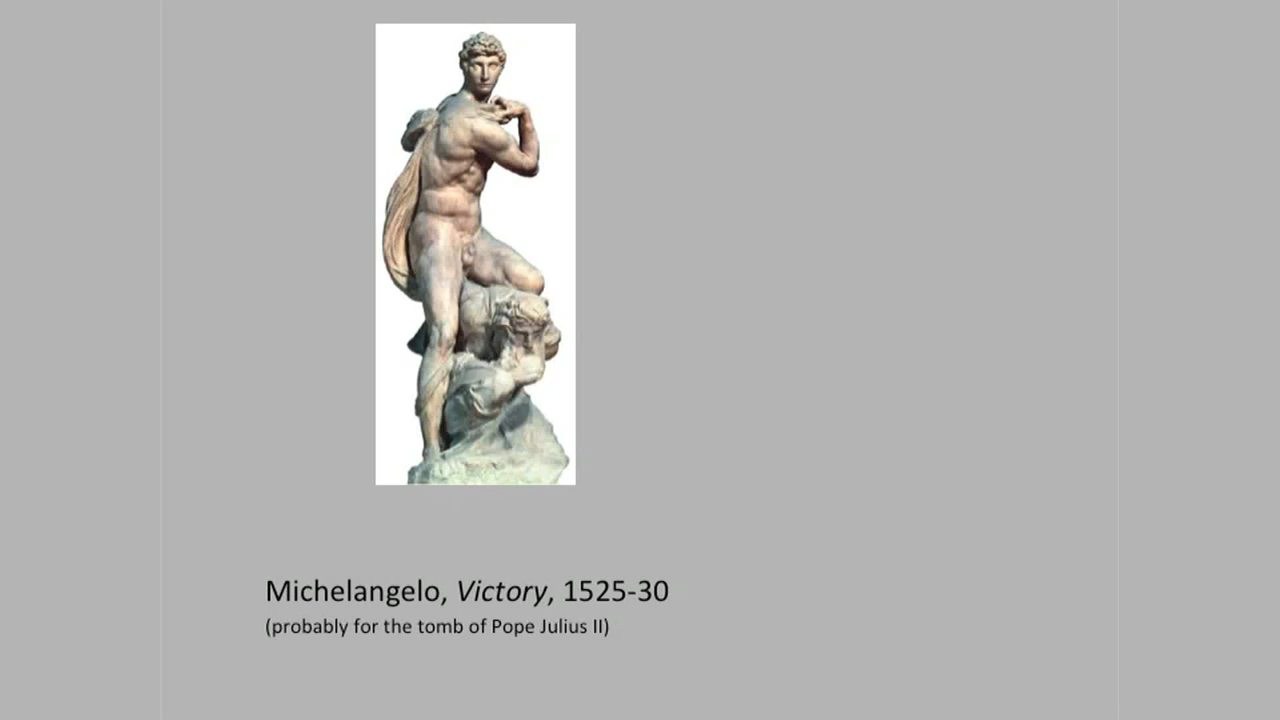 Michelangelo, Victory, 1525-30
(probably for the tomb of Pope Julius II)